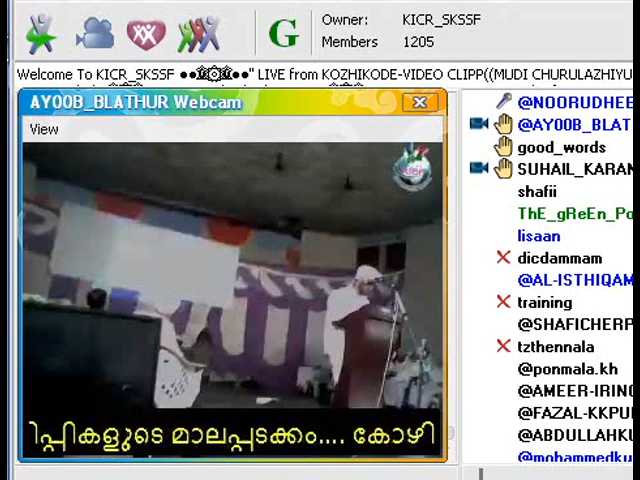 Owner: KICR_SKSSF
G
Members 1205
Welcome To KICR_SKSSF ●●۞●●" LIVE from KOZHIKODE-VIDEO CLIPP((MUDI CHURULAZHIYU
AYOOB_BLATHUR Webcam
View
@NOORUDHEE
@AYOOB_BLAT
good_words
SUHAIL_KARAN
shafii
ThE_gReEn_Po
lisaan
dicdammam
@AL-ISTHIQAM
training
@SHAFICHERP
tzthennala
@ponmala.kh
@AMEER-IRING
@FAZAL-KKPU
@ABDULLAHKU
@mohammedku
ിപ്പികളുടെ മാലപ്പടക്കം.... കോഴി